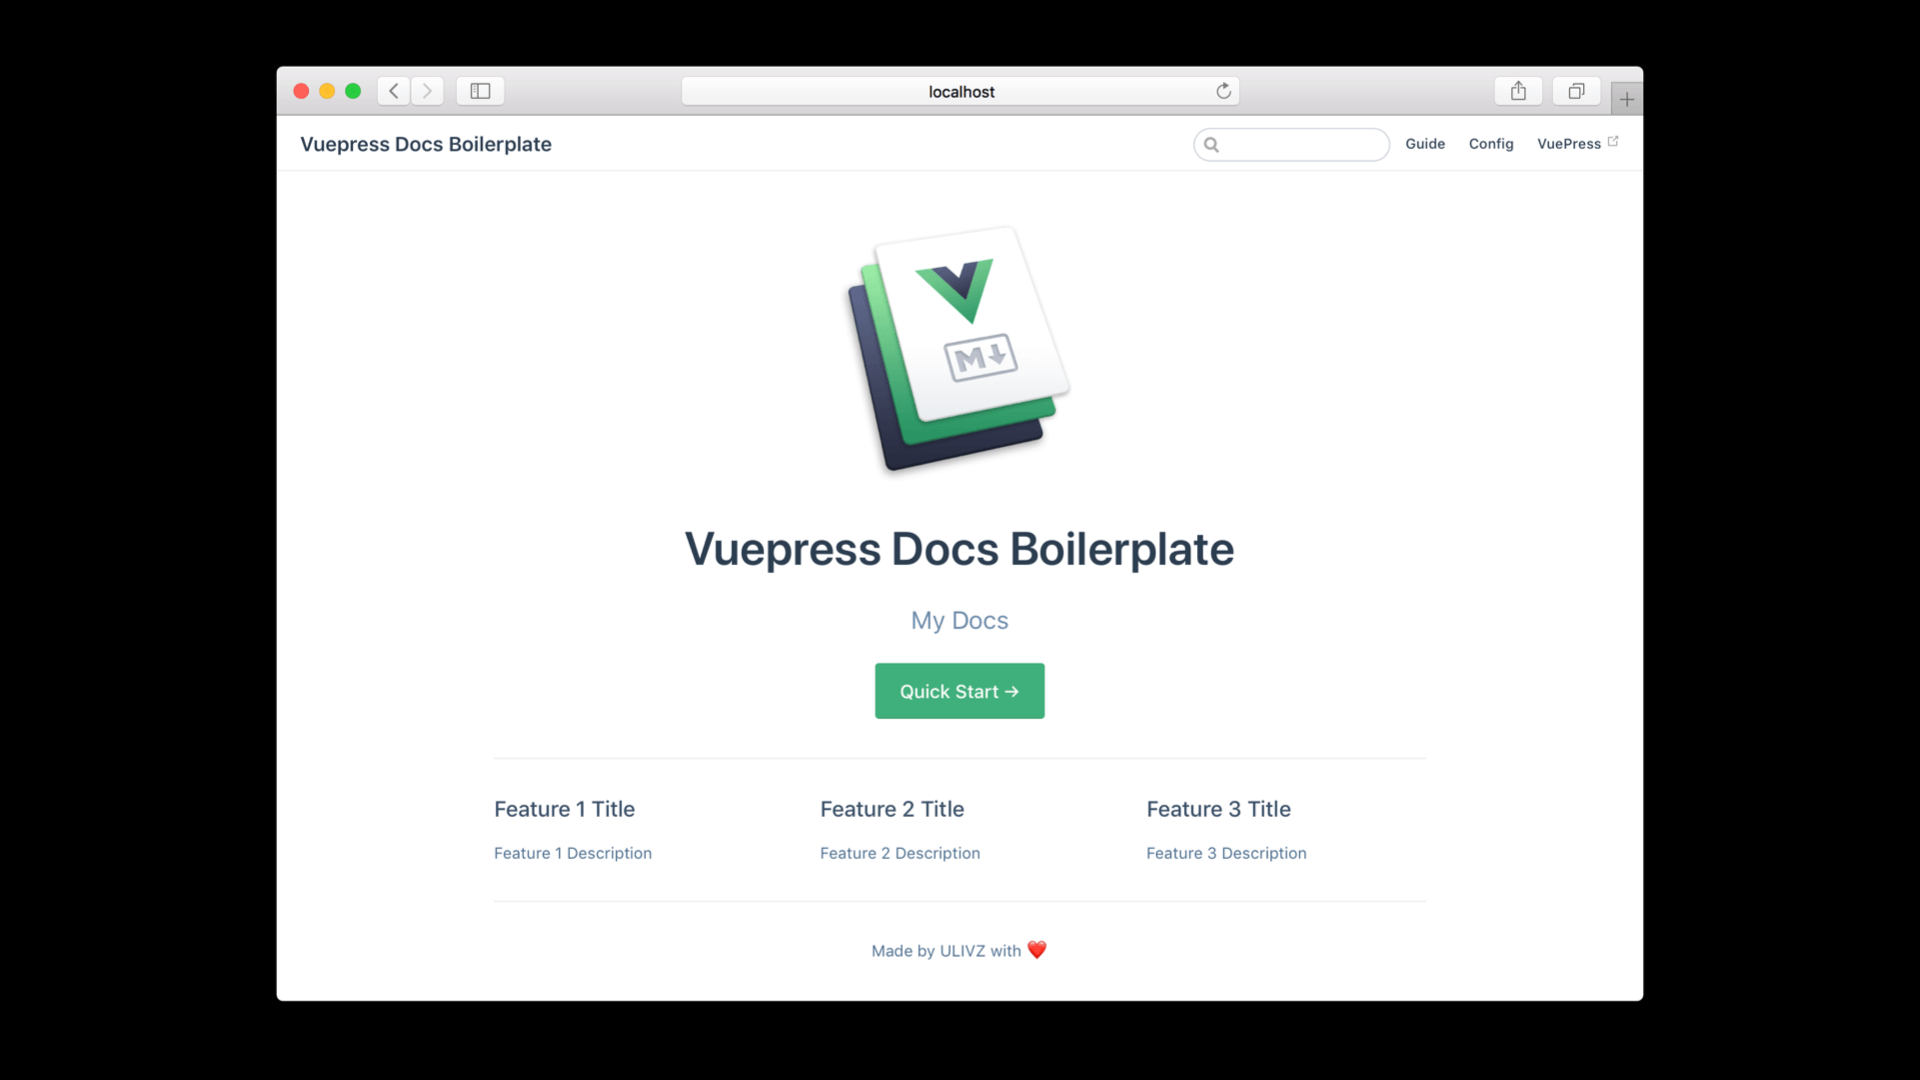 localhost
Vuepress Docs Boilerplate
Guide Config VuePress
V
M
Vuepress Docs Boilerplate
My Docs
Quick Start →
Feature 1 Title Feature 2 Title Feature 3 Title
Feature 1 Description Feature 2 Description Feature 3 Description
Made by ULIVZ with ❤️